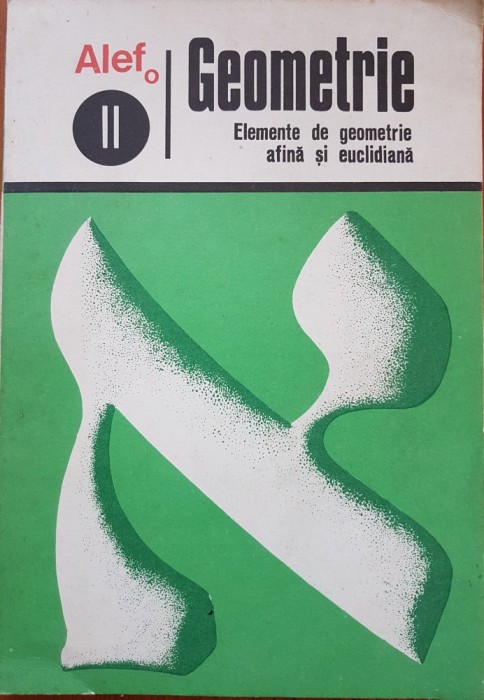 Alef₀
II
Geometrie
Elemente de geometrie
afină și euclidiană
א